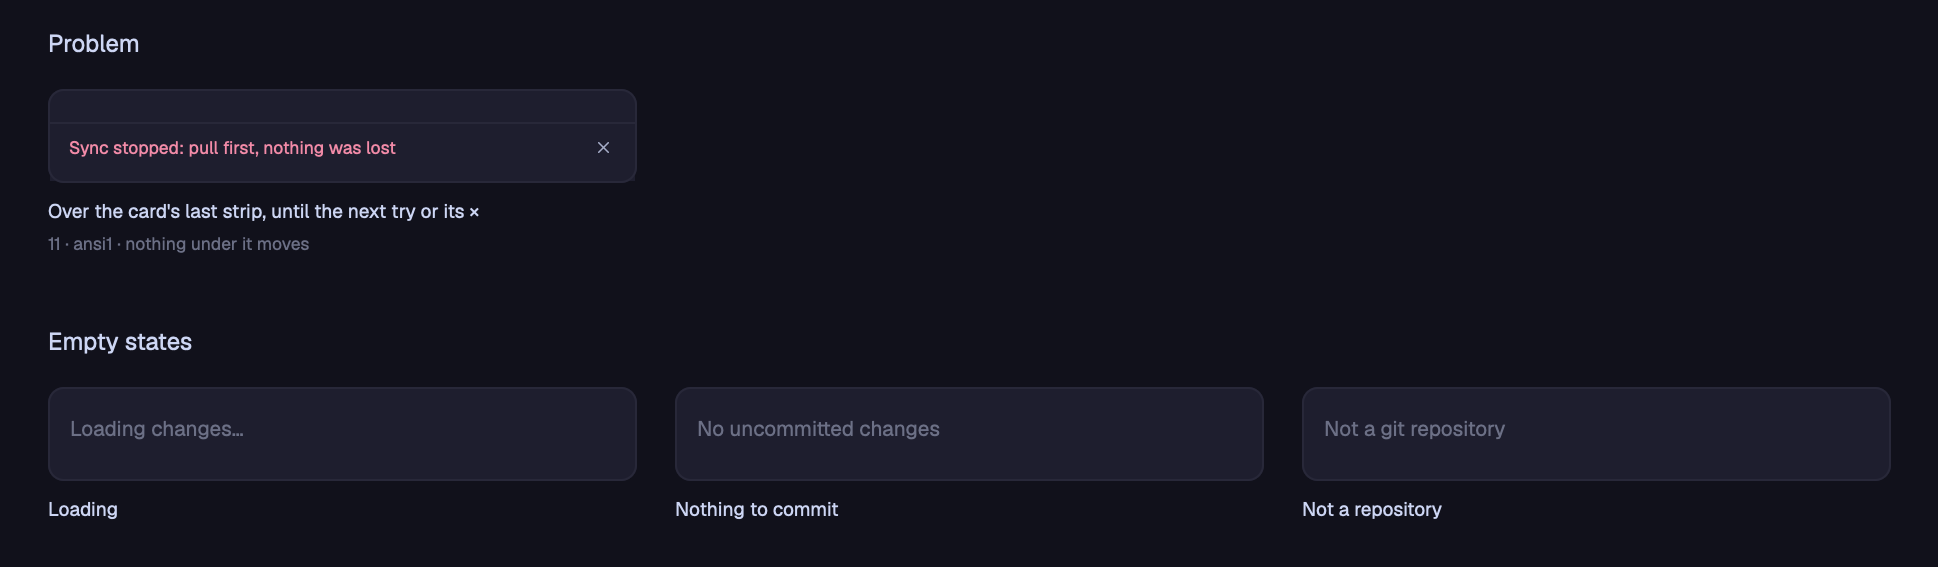 Problem
Sync stopped: pull first, nothing was lost ×
Over the card's last strip, until the next try or its ×
11 · ansi1 · nothing under it moves
Empty states
Loading changes…
No uncommitted changes
Not a git repository
Loading
Nothing to commit
Not a repository